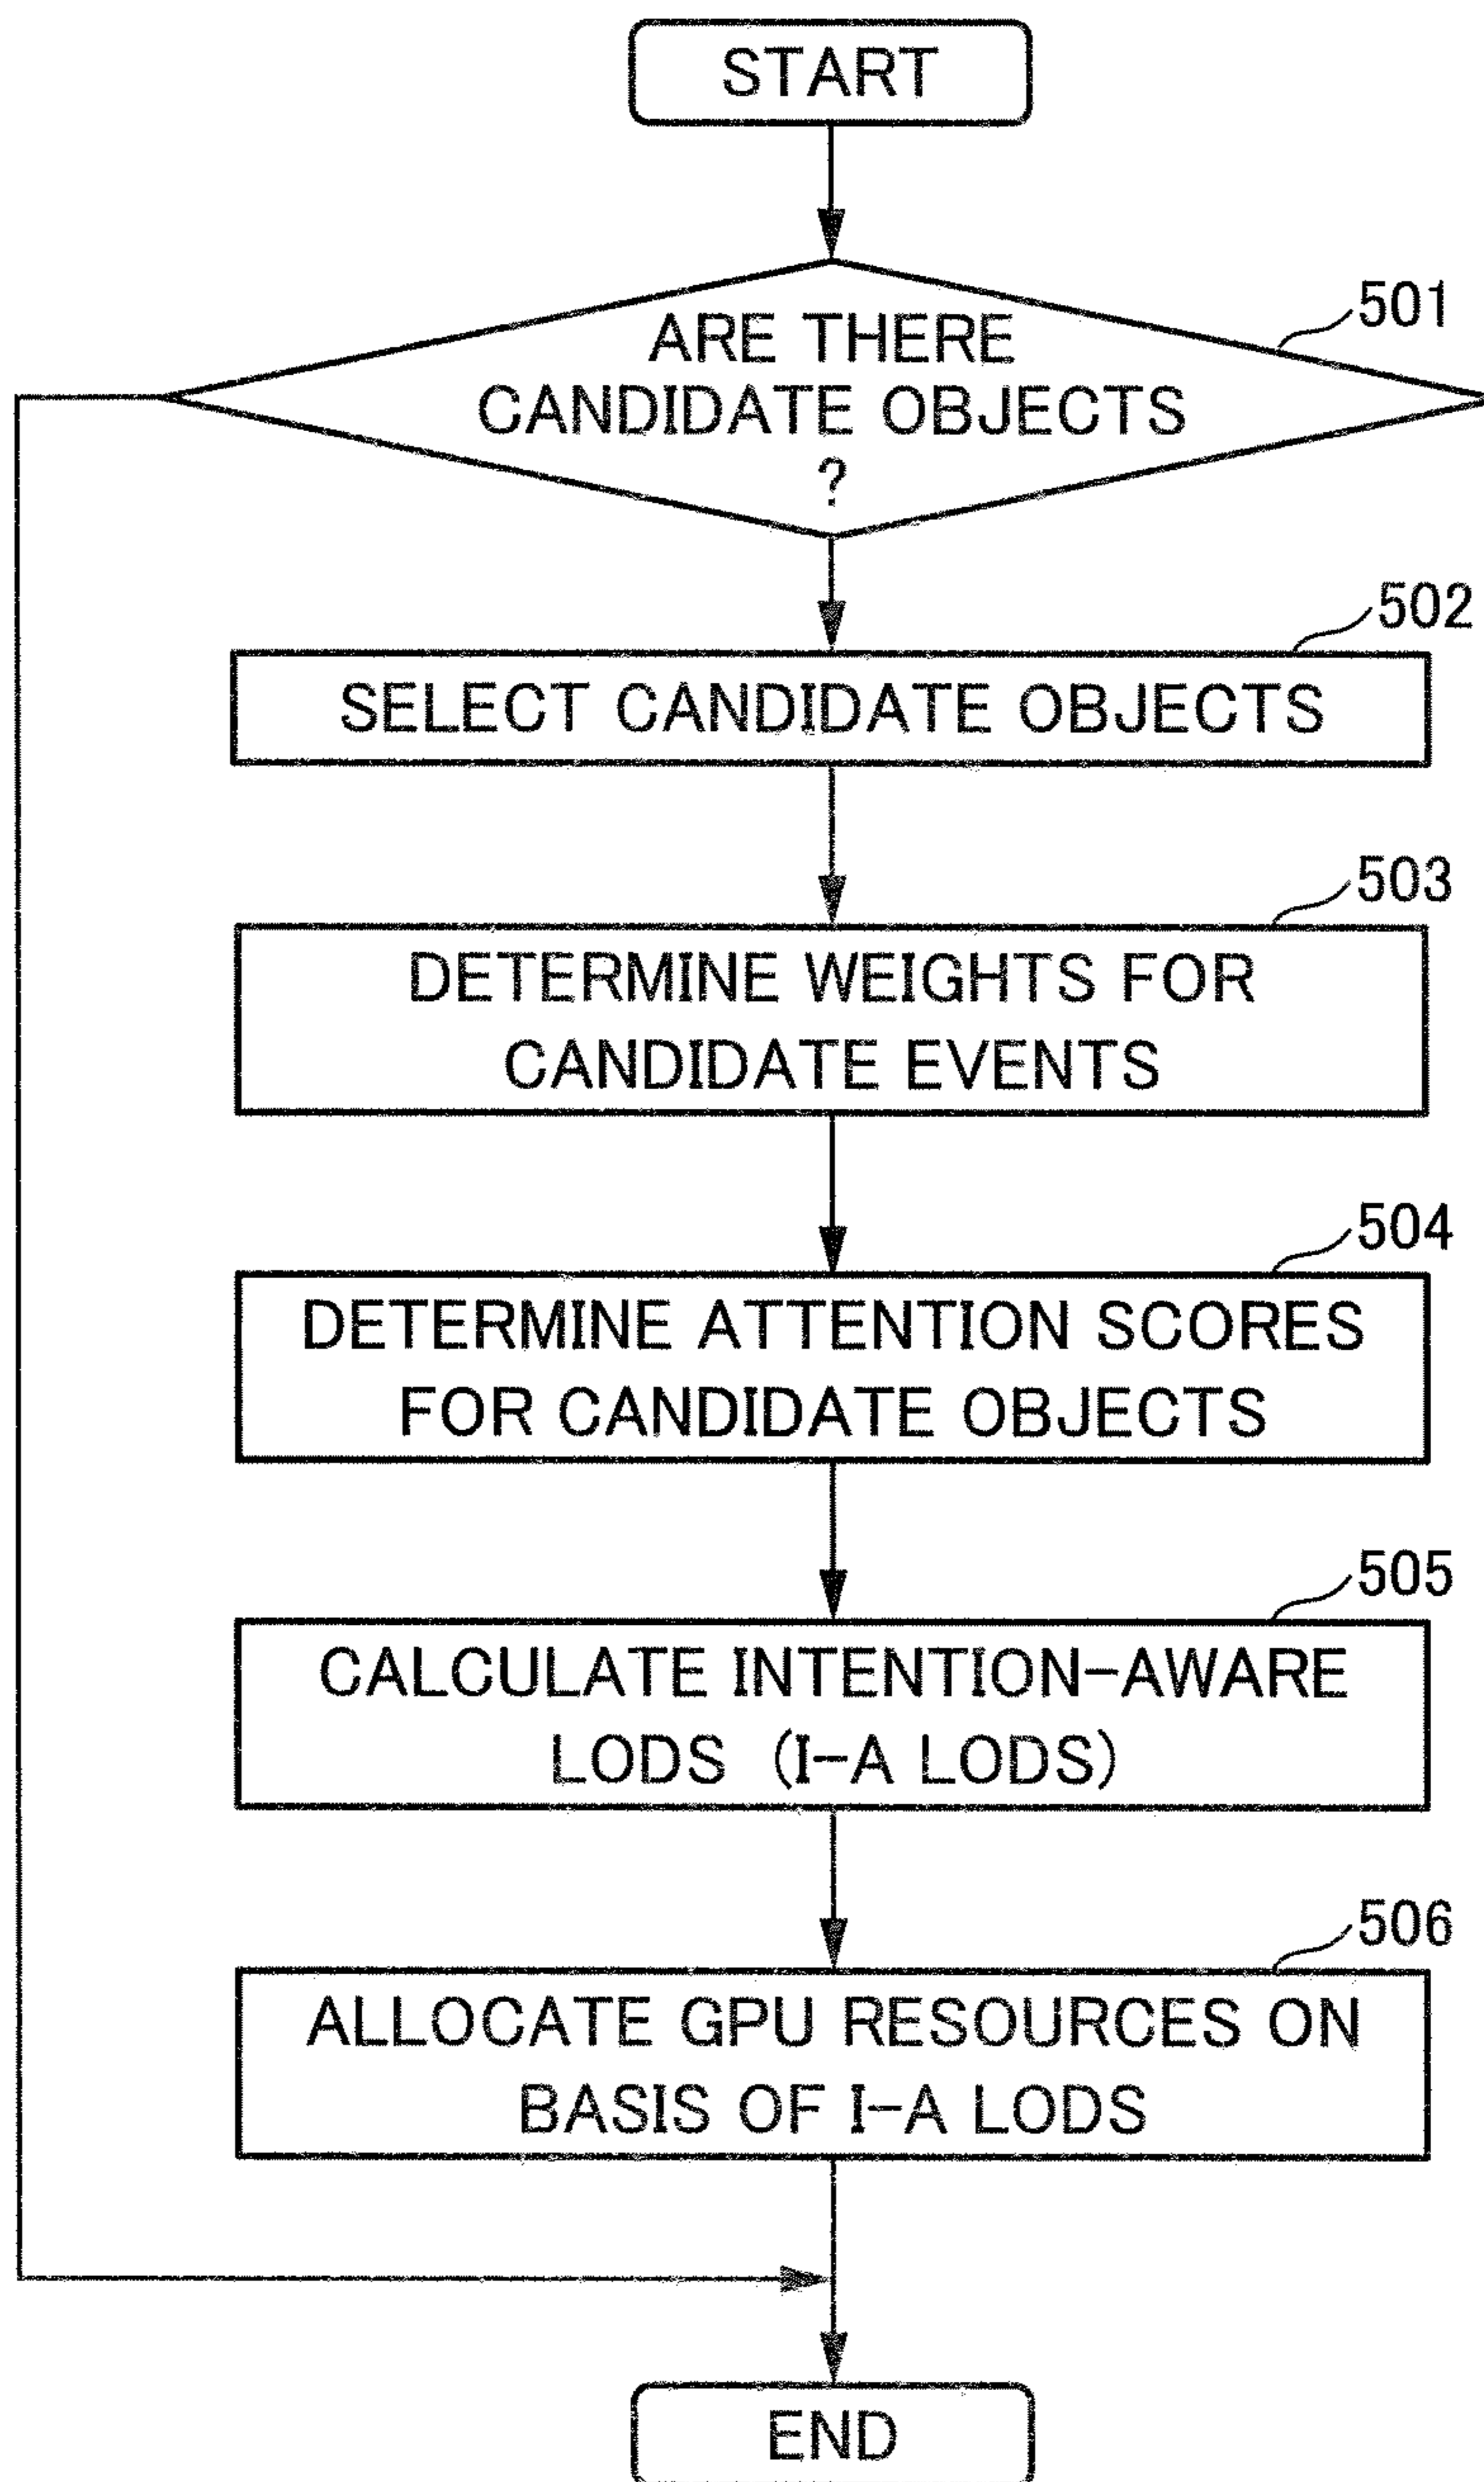 START
501
ARE THERE
CANDIDATE OBJECTS
?
502
SELECT CANDIDATE OBJECTS
503
DETERMINE WEIGHTS FOR
CANDIDATE EVENTS
504
DETERMINE ATTENTION SCORES
FOR CANDIDATE OBJECTS
505
CALCULATE INTENTION-AWARE
LODS (I-A LODS)
506
ALLOCATE GPU RESOURCES ON
BASIS OF I-A LODS
END